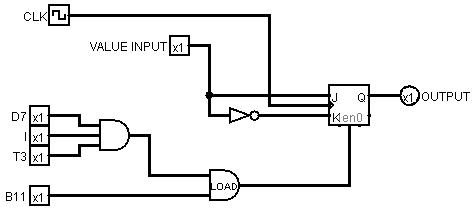 CLK
VALUE INPUT x1
J Q x1 OUTPUT
K en0
D7 x1
I x1
T3 x1
LOAD
B11 x1